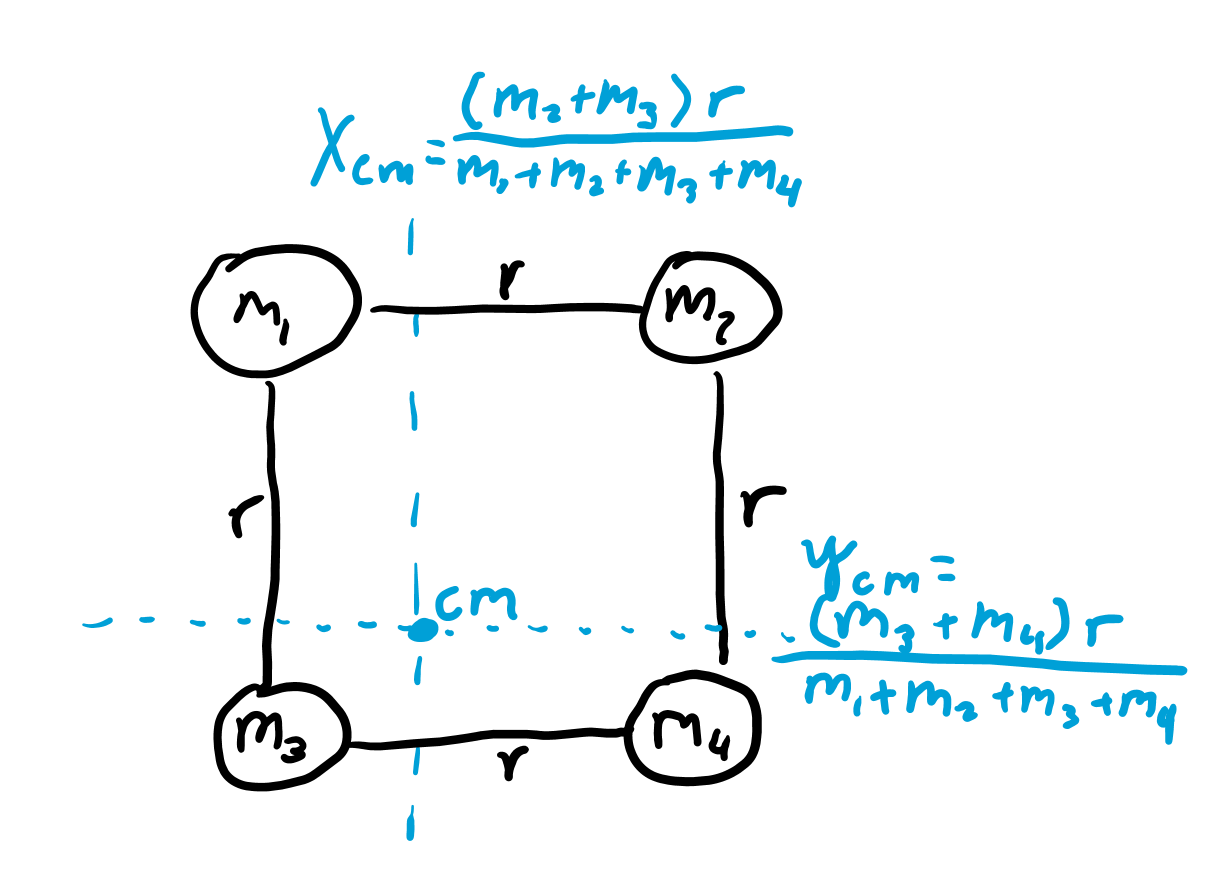 (m₂+m₃)r
Xcm=
m₁+m₂+m₃+m₄
r
m₁
m₂
r
r
ycm=
cm
(m₃+m₄)r
m₁+m₂+m₃+m₄
m₃
m₄
r